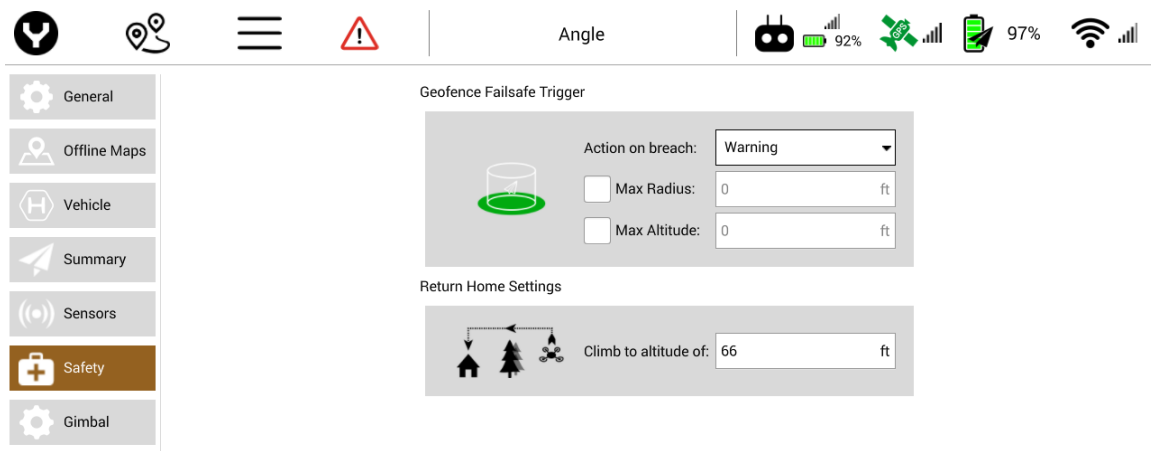 Angle
92%
GPS
97%
General
Offline Maps
Vehicle
Summary
Sensors
Safety
Gimbal
Geofence Failsafe Trigger
Action on breach: Warning
Max Radius: 0 ft
Max Altitude: 0 ft
Return Home Settings
Climb to altitude of: 66 ft